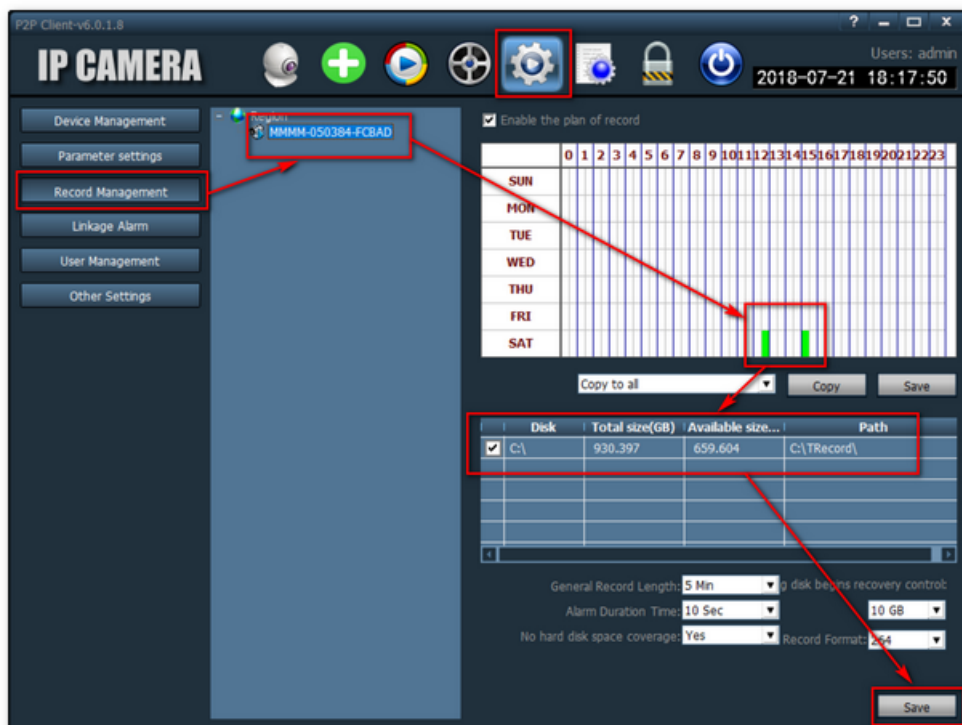 P2P Client-v6.0.1.8
IP CAMERA
Users: admin
2018-07-21 18:17:50
Device Management
Parameter settings
Record Management
Linkage Alarm
User Management
Other Settings
Region
MMMM-050384-FCBAD
Enable the plan of record
0 1 2 3 4 5 6 7 8 9 10 11 12 13 14 15 16 17 18 19 20 21 22 23
SUN
MON
TUE
WED
THU
FRI
SAT
Copy to all
Copy
Save
Disk Total size(GB) Available size... Path
C:\ 930.397 659.604 C:\TRecord\
General Record Length: 5 Min g disk begins recovery control:
Alarm Duration Time: 10 Sec 10 GB
No hard disk space coverage: Yes Record Format: 264
Save